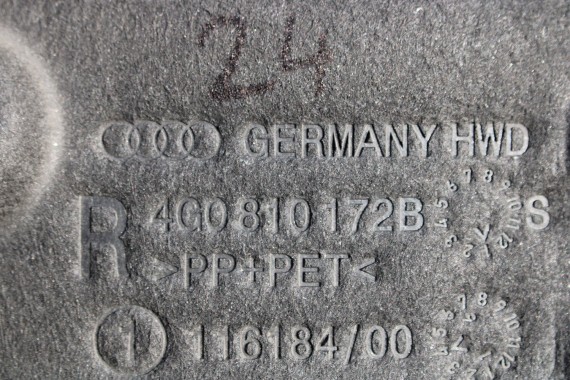 24
GERMANY HWD
R 4G0 810 172B S
>PP+PET<
1 116184/00